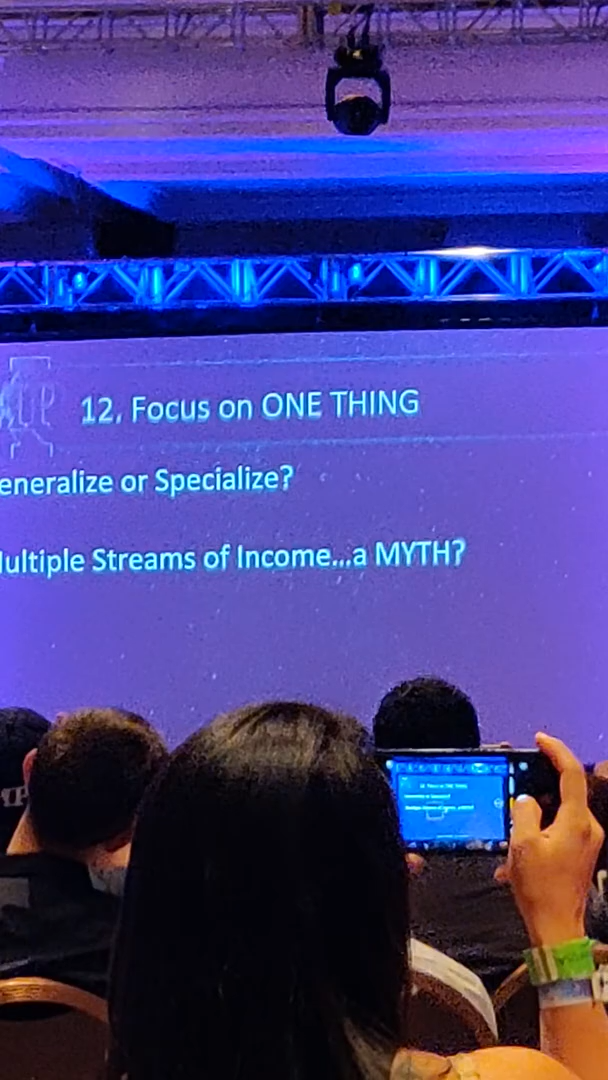 12. Focus on ONE THING
eneralize or Specialize?
ultiple Streams of Income...a MYTH?